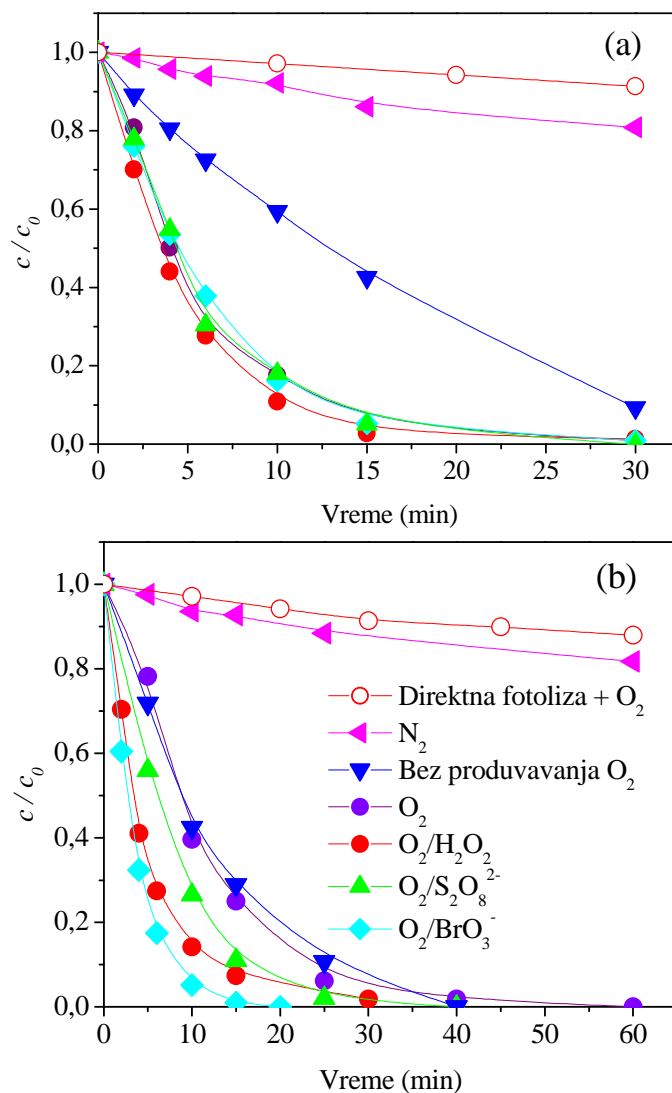 (a)
1,0
0,8
0,6
0,4
0,2
0,0
c / c₀
0 5 10 15 20 25 30
Vreme (min)
(b)
1,0
0,8
0,6
0,4
0,2
0,0
c / c₀
Direktna fotoliza + O₂
N₂
Bez produvavanja O₂
O₂
O₂/H₂O₂
O₂/S₂O₈²⁻
O₂/BrO₃⁻
0 10 20 30 40 50 60
Vreme (min)